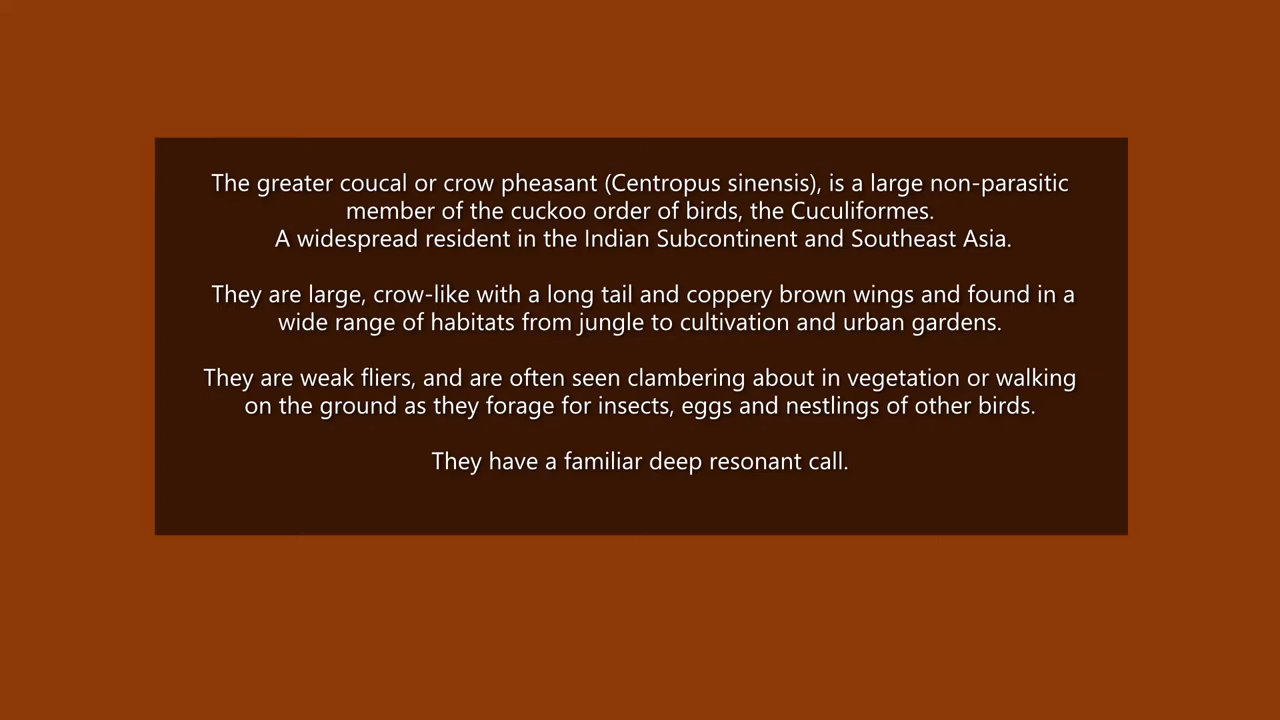 The greater coucal or crow pheasant (Centropus sinensis), is a large non-parasitic
member of the cuckoo order of birds, the Cuculiformes.
A widespread resident in the Indian Subcontinent and Southeast Asia.
They are large, crow-like with a long tail and coppery brown wings and found in a
wide range of habitats from jungle to cultivation and urban gardens.
They are weak fliers, and are often seen clambering about in vegetation or walking
on the ground as they forage for insects, eggs and nestlings of other birds.
They have a familiar deep resonant call.